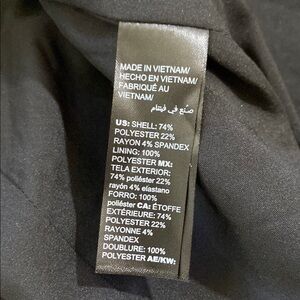 MADE IN VIETNAM/
HECHO EN VIETNAM/
FABRIQUÉ AU
VIETNAM/
صنع في فيتنام
US: SHELL: 74%
POLYESTER 22%
RAYON 4% SPANDEX
LINING: 100%
POLYESTER MX:
TELA EXTERIOR:
74% poliéster 22%
rayón 4% elastano
FORRO: 100%
poliéster CA: ÉTOFFE
EXTÉRIEURE: 74%
POLYESTER 22%
RAYONNE 4%
SPANDEX
DOUBLURE: 100%
POLYESTER AE/KW: